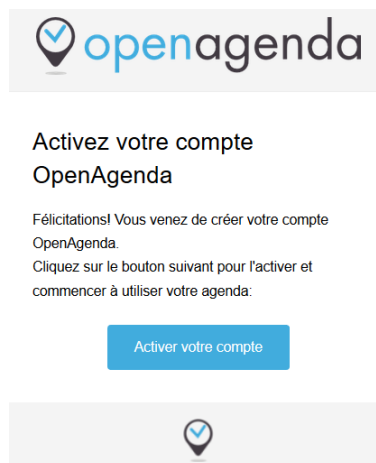 openagenda
Activez votre compte
OpenAgenda
Félicitations! Vous venez de créer votre compte
OpenAgenda.
Cliquez sur le bouton suivant pour l'activer et
commencer à utiliser votre agenda:
Activer votre compte